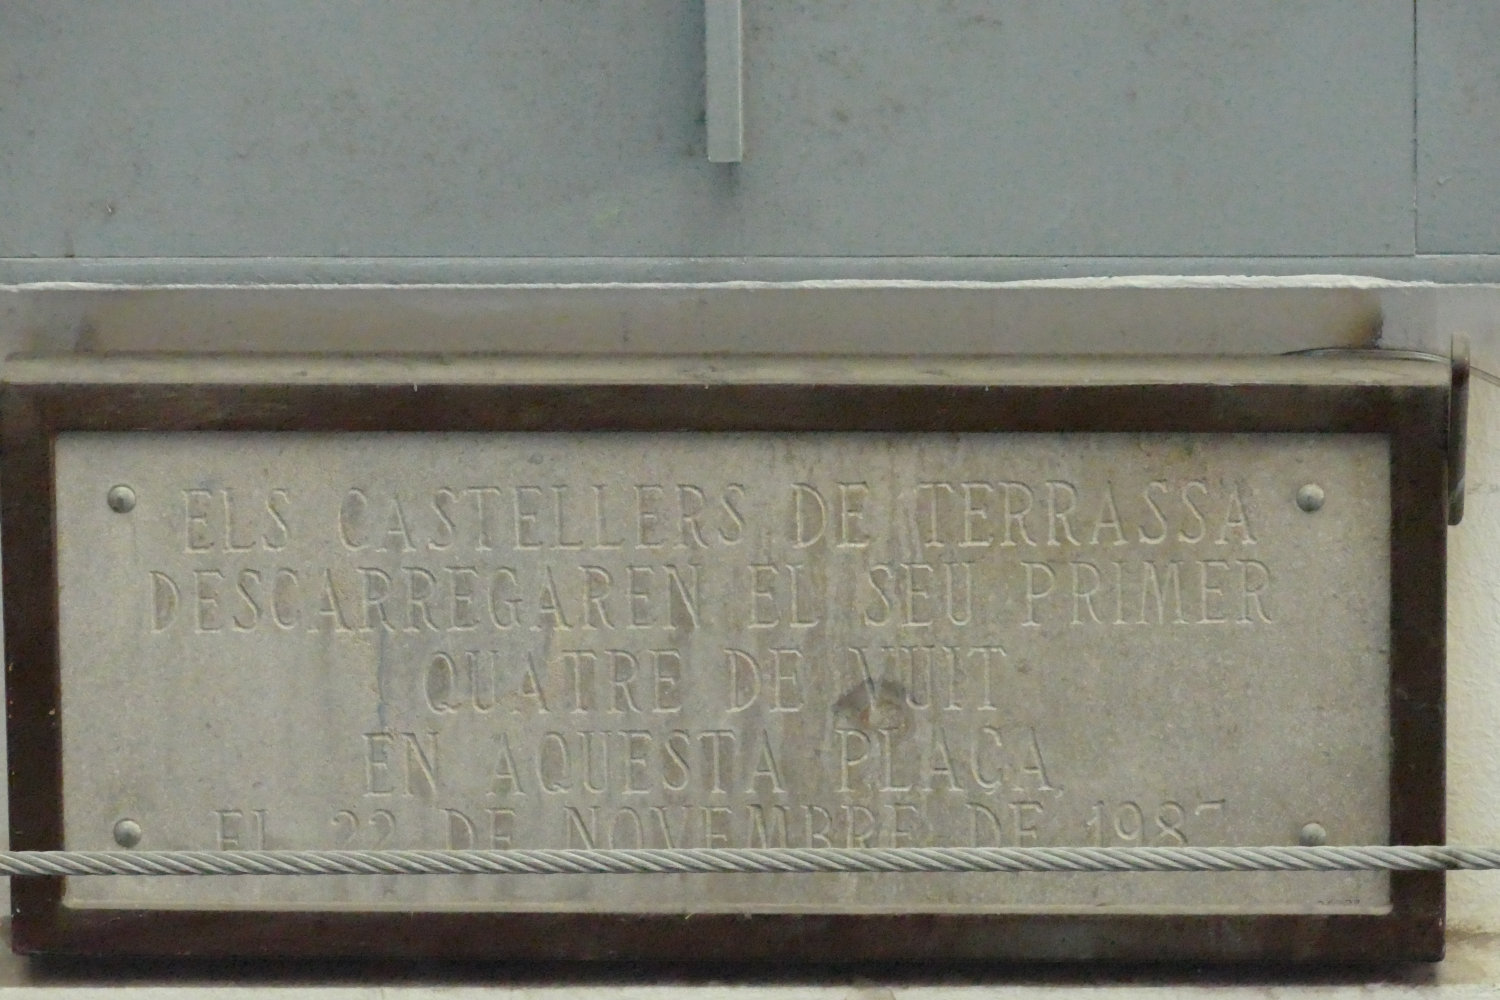 ELS CASTELLERS DE TERRASSA
DESCARREGAREN EL SEU PRIMER
QUATRE DE VUIT
EN AQUESTA PLAÇA,
EL 22 DE NOVEMBRE DE 1987